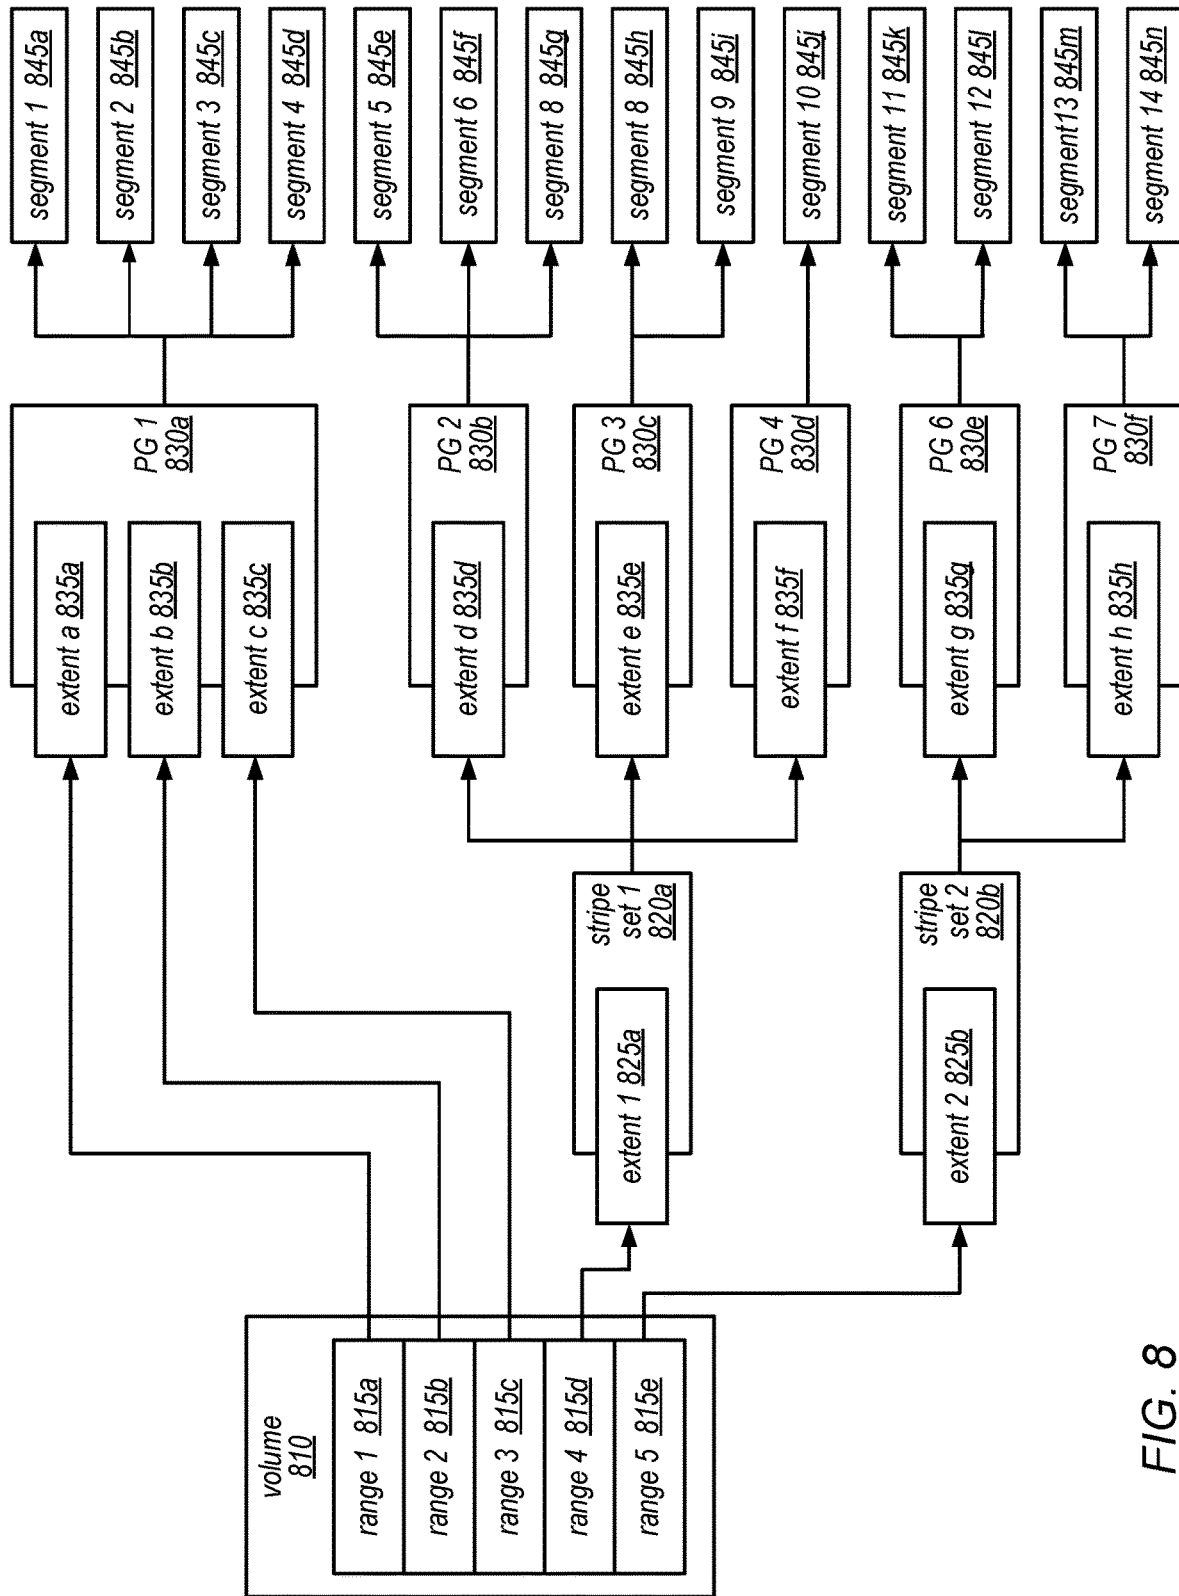 volume
810
range 1 815a
range 2 815b
range 3 815c
range 4 815d
range 5 815e
extent 1 825a
stripe
set 1
820a
extent 2 825b
stripe
set 2
820b
extent a 835a
extent b 835b
extent c 835c
PG 1
830a
extent d 835d
PG 2
830b
extent e 835e
PG 3
830c
extent f 835f
PG 4
830d
extent g 835g
PG 6
830e
extent h 835h
PG 7
830f
segment 1 845a
segment 2 845b
segment 3 845c
segment 4 845d
segment 5 845e
segment 6 845f
segment 8 845g
segment 8 845h
segment 9 845i
segment 10 845j
segment 11 845k
segment 12 845l
segment13 845m
segment 14 845n
FIG. 8